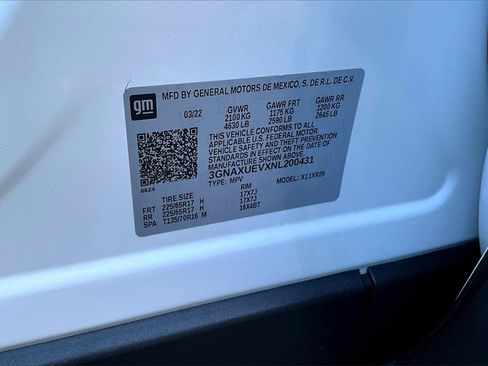 MFD BY GENERAL MOTORS DE MEXICO, S. DE R.L. DE C.V.
gm
03/22 GVWR GAWR FRT GAWR RR
2100 KG 1175 KG 1200 KG
4630 LB 2590 LB 2645 LB
THIS VEHICLE CONFORMS TO ALL
APPLICABLE U.S. FEDERAL MOTOR
VEHICLE SAFETY AND THEFT PREVENTION
STANDARDS IN EFFECT ON THE DATE OF
MANUFACTURE SHOWN ABOVE.
3GNAXUEVXNL200431
8624
TYPE: MPV MODEL: X11XR26
TIRE SIZE RIM
FRT 225/65R17 H 17X7J
RR 225/65R17 H 17X7J
SPA T135/70R16 M 16X4BT